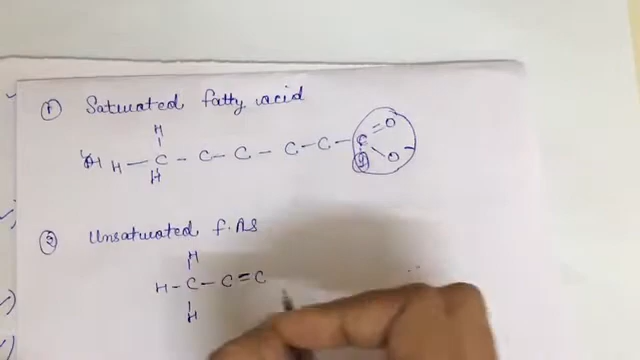 1 Saturated fatty acid
H
H – C – C – C – C – C – C = O
H O
2 Unsaturated f.As
H
H – C – C = C
H